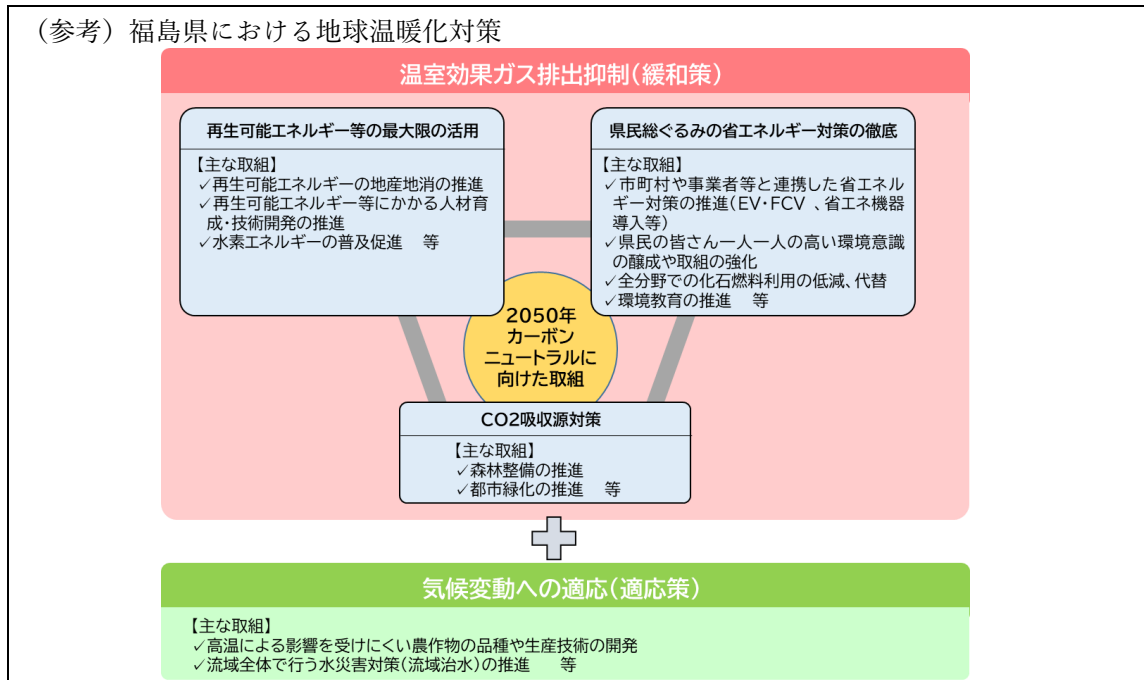 (参考)福島県における地球温暖化対策
温室効果ガス排出抑制(緩和策)
再生可能エネルギー等の最大限の活用
【主な取組】
✓再生可能エネルギーの地産地消の推進
✓再生可能エネルギー等にかかる人材育
成・技術開発の推進
✓水素エネルギーの普及促進 等
県民総ぐるみの省エネルギー対策の徹底
【主な取組】
✓市町村や事業者等と連携した省エネル
ギー対策の推進(EV・FCV 、省エネ機器
導入等)
✓県民の皆さん一人一人の高い環境意識
の醸成や取組の強化
✓全分野での化石燃料利用の低減、代替
✓環境教育の推進 等
2050年
カーボン
ニュートラルに
向けた取組
CO2吸収源対策
【主な取組】
✓森林整備の推進
✓都市緑化の推進 等
気候変動への適応(適応策)
【主な取組】
✓高温による影響を受けにくい農作物の品種や生産技術の開発
✓流域全体で行う水災害対策(流域治水)の推進 等